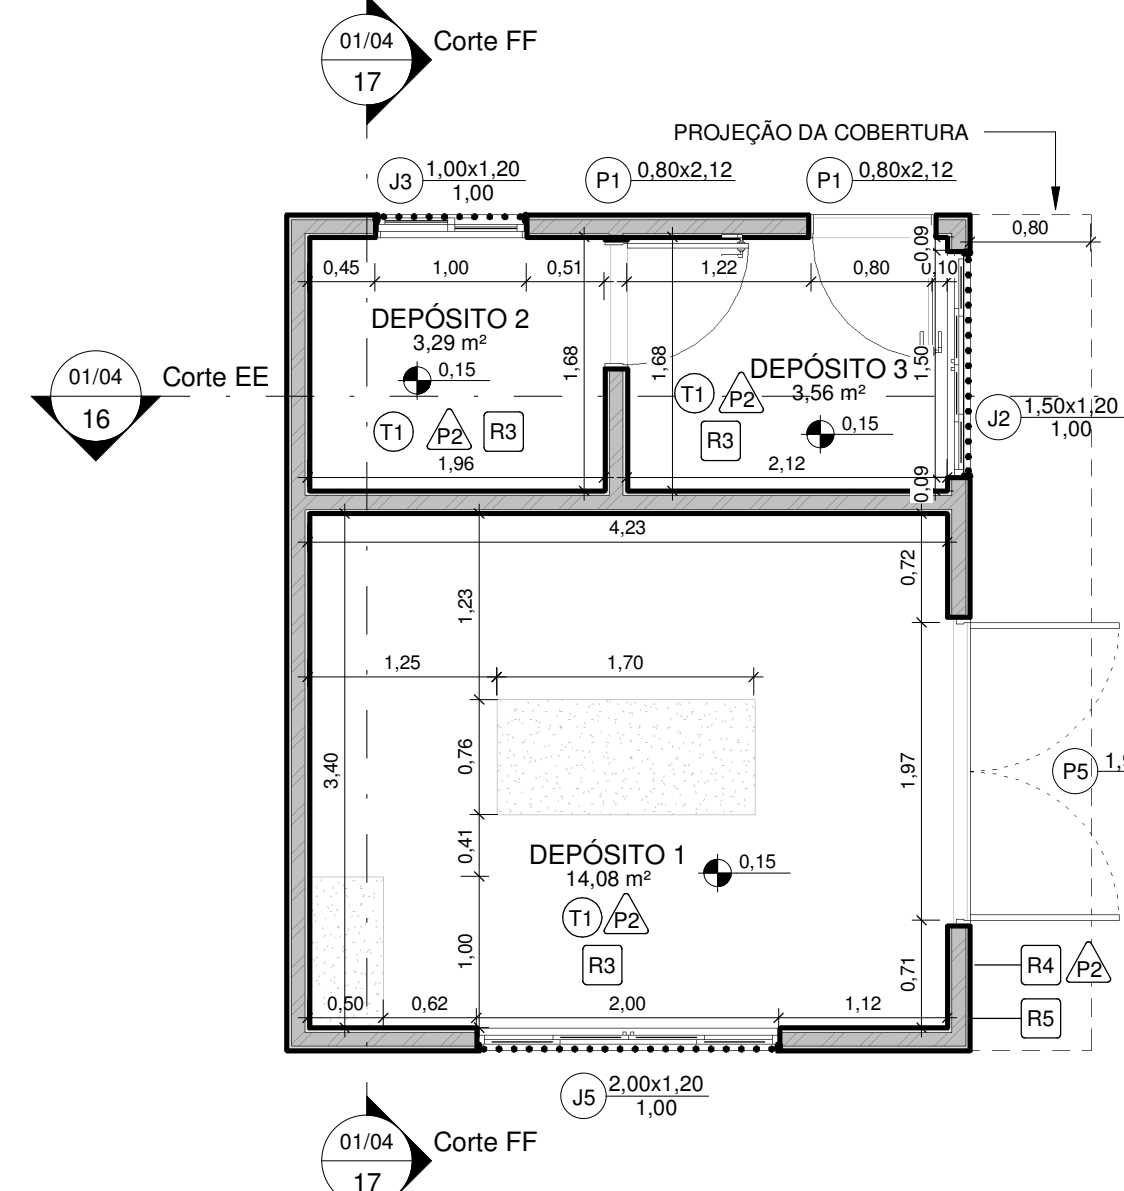 01/04
Corte FF
17
PROJEÇÃO DA COBERTURA
J3
1,00x1,20
1,00
P1
0,80x2,12
P1
0,80x2,12
0,80
0,09
0,45
1,00
0,51
1,22
0,80
0,10
DEPÓSITO 2
3,29 m²
0,15
1,68
1,68
1,50
DEPÓSITO 3
3,56 m²
0,15
01/04
Corte EE
16
T1
P2
R3
T1
P2
R3
J2
1,50x1,20
1,00
1,96
2,12
0,09
4,23
0,72
1,23
1,25
1,70
3,40
0,76
1,97
P5
0,41
DEPÓSITO 1
14,08 m²
0,15
T1
P2
R3
1,00
0,71
R4
P2
R5
0,50
0,62
2,00
1,12
J5
2,00x1,20
1,00
01/04
Corte FF
17